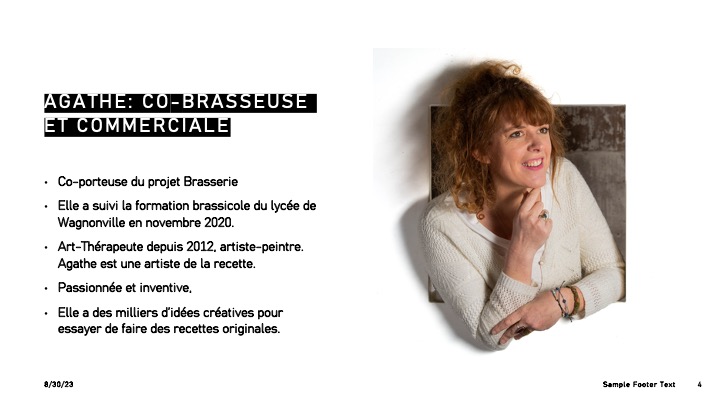 AGATHE: CO-BRASSEUSE
ET COMMERCIALE
• Co-porteuse du projet Brasserie
• Elle a suivi la formation brassicole du lycée de
Wagnonville en novembre 2020.
• Art-Thérapeute depuis 2012, artiste-peintre.
Agathe est une artiste de la recette.
• Passionnée et inventive,
• Elle a des milliers d'idées créatives pour
essayer de faire des recettes originales.
8/30/23
Sample Footer Text
4